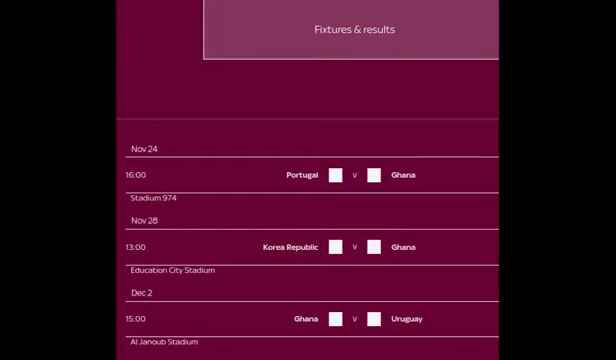 Fixtures & results
Nov 24
16:00 Portugal v Ghana
Stadium 974
Nov 28
13:00 Korea Republic v Ghana
Education City Stadium
Dec 2
15:00 Ghana v Uruguay
Al Janoub Stadium